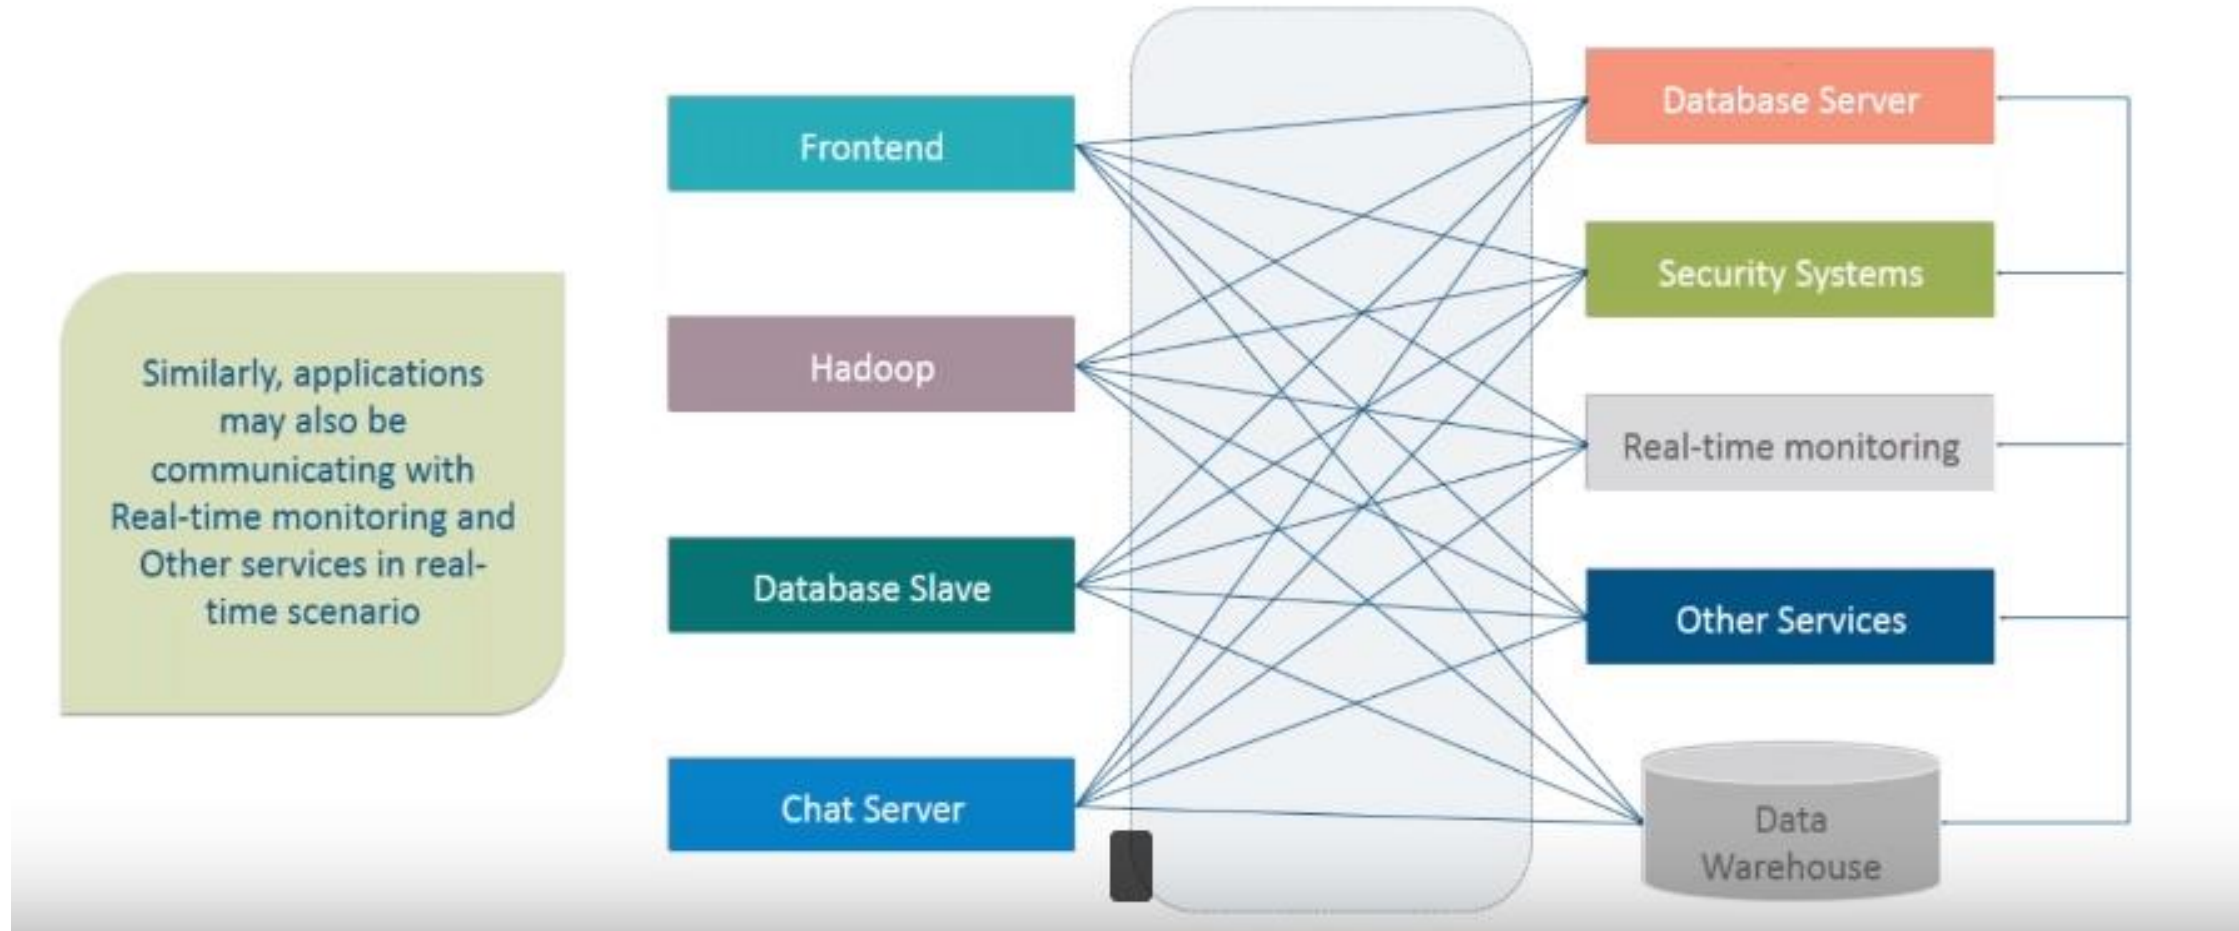 Similarly, applications
may also be
communicating with
Real-time monitoring and
Other services in real-
time scenario
Frontend
Hadoop
Database Slave
Chat Server
Database Server
Security Systems
Real-time monitoring
Other Services
Data
Warehouse